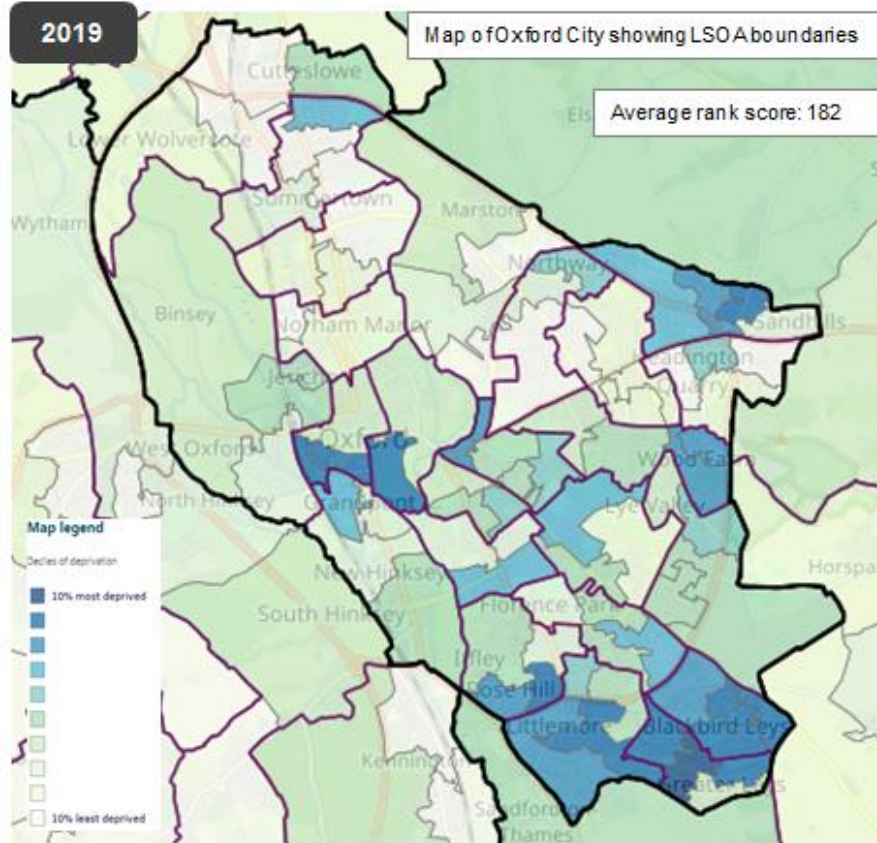 2019
Map of Oxford City showing LSOA boundaries
Average rank score: 182
Cutteslowe
Els
Lower Wolvercote
Wytham
Summertown
Marston
Northway
Binsey
Norham Manor
Sandhills
Headington
Quarry
Jericho
Oxford
West Oxford
Wood Farm
North Hinksey
Grandpont
Lye Valley
Map legend
Deciles of deprivation
10% most deprived
New Hinksey
Horspa
South Hinksey
Florence Park
Iffley
Rose Hill
Littlemor
Blackbird Leys
Kennington
Greater Leys
10% least deprived
Sandford-on
Thames